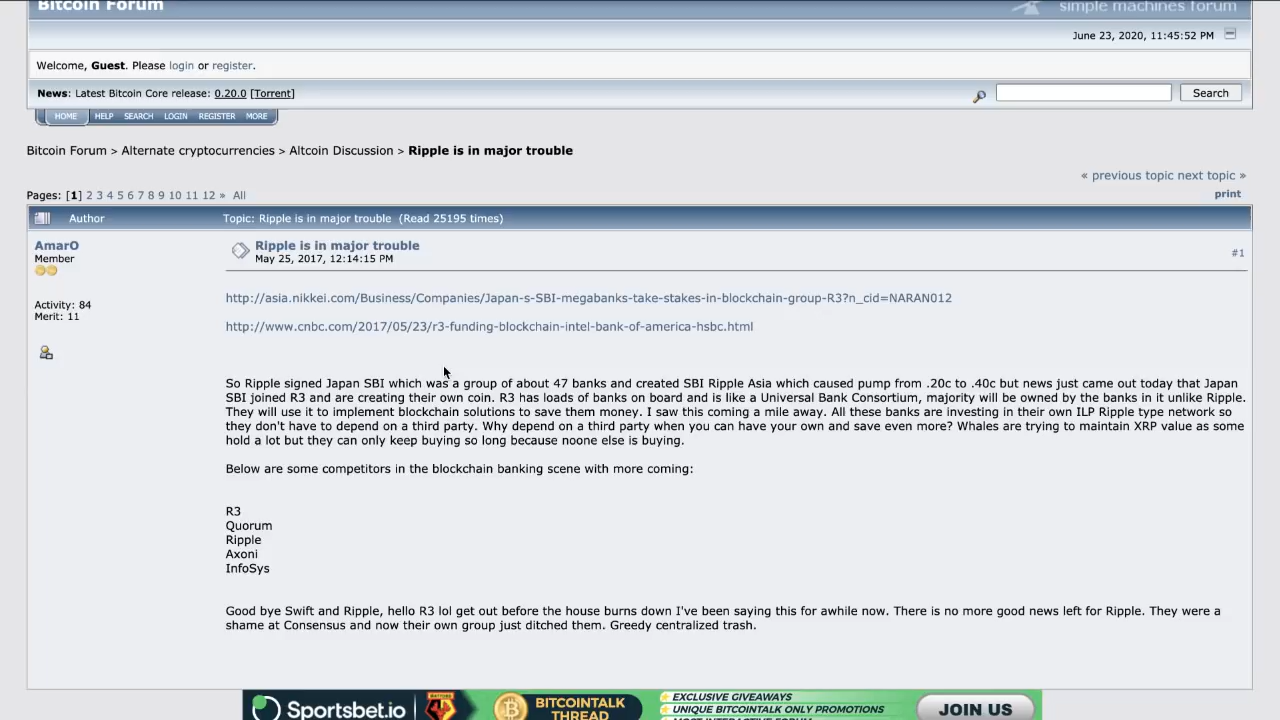 Bitcoin Forum
simple machines forum
June 23, 2020, 11:45:52 PM
Welcome, Guest. Please login or register.
News: Latest Bitcoin Core release: 0.20.0 [Torrent]
Search
HOME HELP SEARCH LOGIN REGISTER MORE
Bitcoin Forum > Alternate cryptocurrencies > Altcoin Discussion > Ripple is in major trouble
« previous topic next topic »
Pages: [1] 2 3 4 5 6 7 8 9 10 11 12 » All
print
Author
Topic: Ripple is in major trouble (Read 25195 times)
AmarO
Member
Activity: 84
Merit: 11
Ripple is in major trouble
May 25, 2017, 12:14:15 PM
#1
http://asia.nikkei.com/Business/Companies/Japan-s-SBI-megabanks-take-stakes-in-blockchain-group-R3?n_cid=NARAN012
http://www.cnbc.com/2017/05/23/r3-funding-blockchain-intel-bank-of-america-hsbc.html
So Ripple signed Japan SBI which was a group of about 47 banks and created SBI Ripple Asia which caused pump from .20c to .40c but news just came out today that Japan
SBI joined R3 and are creating their own coin. R3 has loads of banks on board and is like a Universal Bank Consortium, majority will be owned by the banks in it unlike Ripple.
They will use it to implement blockchain solutions to save them money. I saw this coming a mile away. All these banks are investing in their own ILP Ripple type network so
they don't have to depend on a third party. Why depend on a third party when you can have your own and save even more? Whales are trying to maintain XRP value as some
hold a lot but they can only keep buying so long because noone else is buying.
Below are some competitors in the blockchain banking scene with more coming:
R3
Quorum
Ripple
Axoni
InfoSys
Good bye Swift and Ripple, hello R3 lol get out before the house burns down I've been saying this for awhile now. There is no more good news left for Ripple. They were a
shame at Consensus and now their own group just ditched them. Greedy centralized trash.
Sportsbet.io
BITCOINTALK
THREAD
EXCLUSIVE GIVEAWAYS
UNIQUE BITCOINTALK ONLY PROMOTIONS
JOIN US